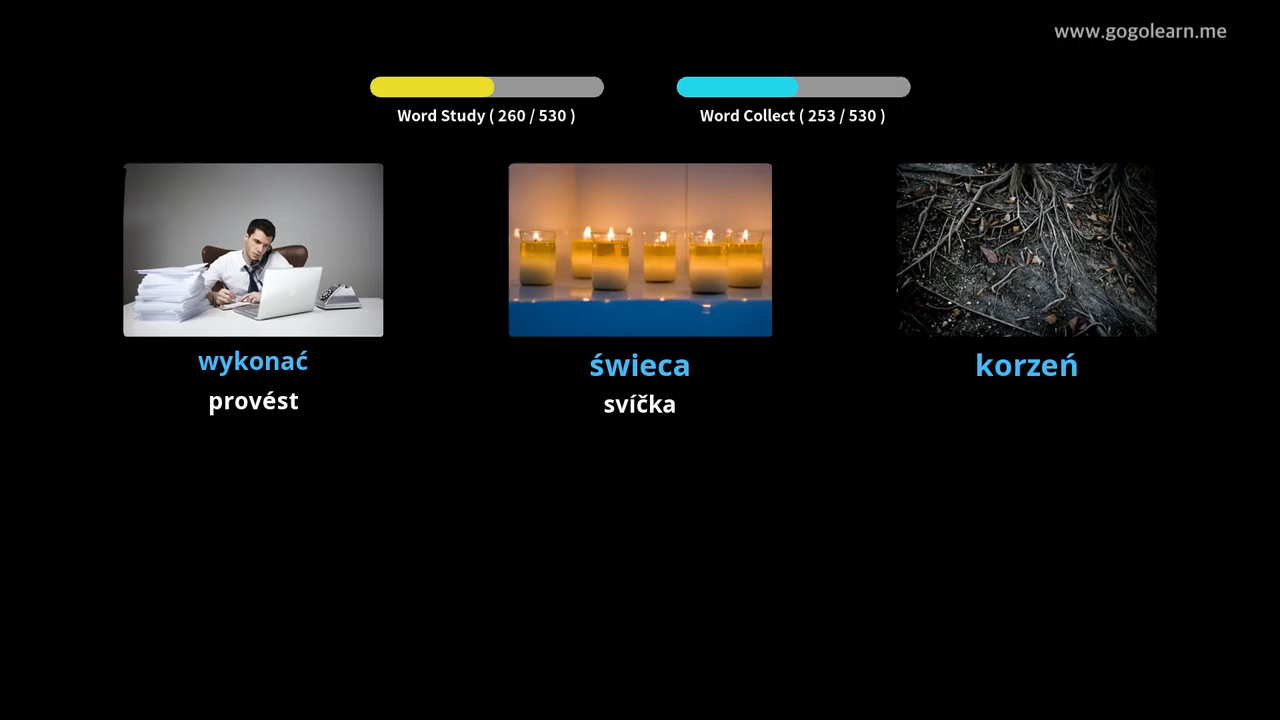 www.gogolearn.me
Word Study ( 260 / 530 )
Word Collect ( 253 / 530 )
wykonać
provést
świeca
svíčka
korzeń